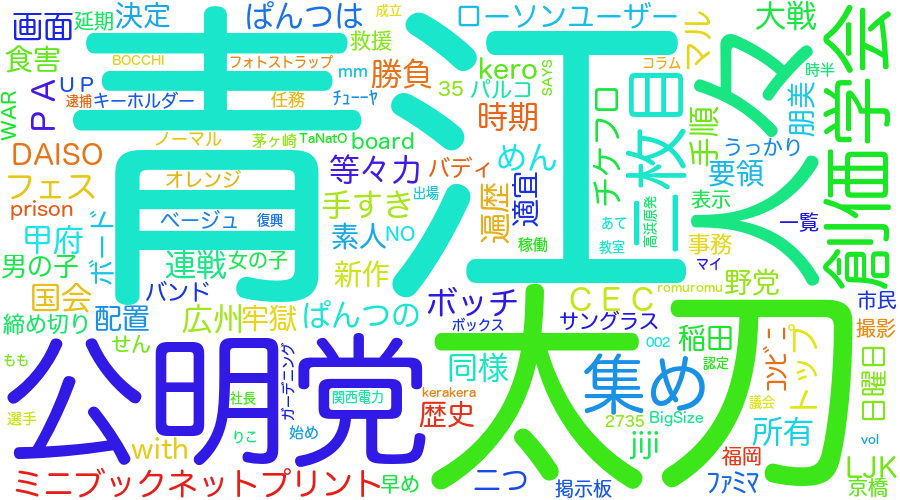 画面
延期
決定
ぱんつは
ローソンユーザー
成立
大戦
BOCCHI
フォトストラップ
救援
マル
コラム
時半
食害
UP
PA
逮捕
キーホルダー
mm
勝負
35
kero
パルコ
SAYS
WAR
任務
チューヤ
時期
青江
人々
二枚目
創価学会
手順
朋美
ノーマル
茅ヶ崎
TaNatO
board
チケフロ
うっかり
DAISO
等々力
バディ
めん
要領
オレンジ
フェス
prison
手すき
出場
遍歴
適宜
表示
高浜原発
あて
一覧
ベージュ
復興
素人
NO
稼働
教室
事務
甲府
ボード
男の子
連戦
女の子
新作
マイ
野党
romuromu
国会
バンド
ボッチ
CEC
市民
締め切り
配置
広州
牢獄
ぱんつの
ボックス
サングラス
稲田
撮影
せん
公明党
太刀
002
コンビニ
トップ
日曜日
同様
集め
認定
もも
ガーデニング
社長
関西電力
kerakera
歴史
2735
BigSize
議会
選手
りこ
始め
with
jiji
所有
vol
福岡
LJK
ミニブックネットプリント
早め
二つ
掲示板
ファミマ
京橋